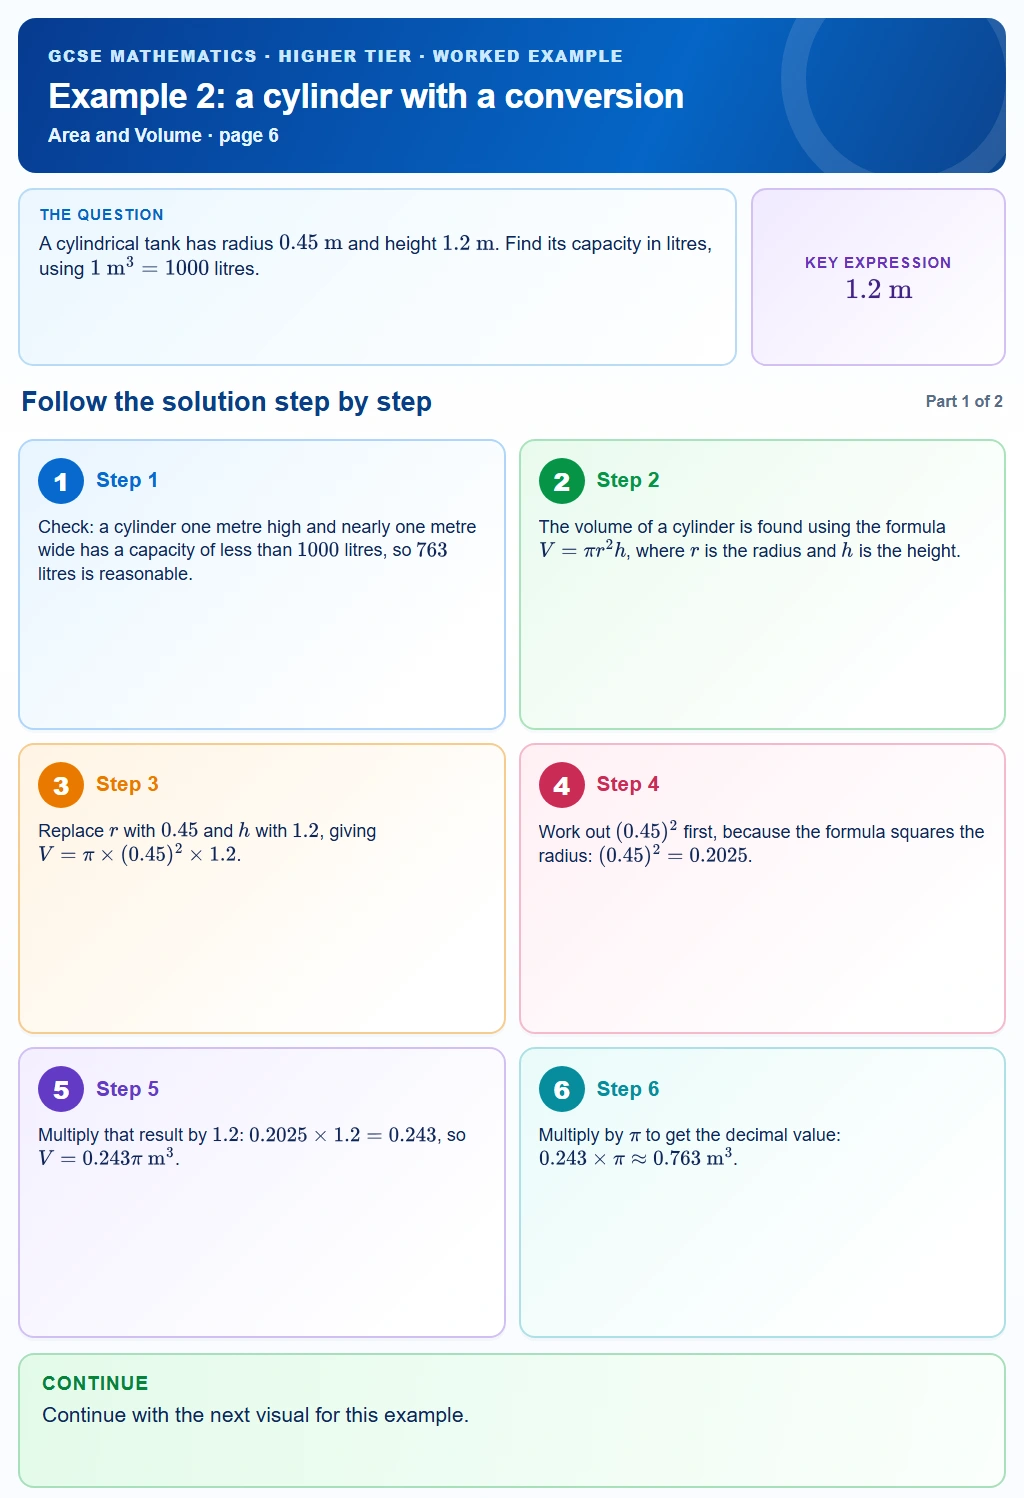 GCSE MATHEMATICS · HIGHER TIER · WORKED EXAMPLE
Example 2: a cylinder with a conversion
Area and Volume · page 6
THE QUESTION
A cylindrical tank has radius 0.45 m and height 1.2 m. Find its capacity in litres,
using 1 m³ = 1000 litres.
KEY EXPRESSION
1.2 m
Follow the solution step by step
Part 1 of 2
1 Step 1
Check: a cylinder one metre high and nearly one metre
wide has a capacity of less than 1000 litres, so 763
litres is reasonable.
2 Step 2
The volume of a cylinder is found using the formula
V = πr²h, where r is the radius and h is the height.
3 Step 3
Replace r with 0.45 and h with 1.2, giving
V = π × (0.45)² × 1.2.
4 Step 4
Work out (0.45)² first, because the formula squares the
radius: (0.45)² = 0.2025.
5 Step 5
Multiply that result by 1.2: 0.2025 × 1.2 = 0.243, so
V = 0.243π m³.
6 Step 6
Multiply by π to get the decimal value:
0.243 × π ≈ 0.763 m³.
CONTINUE
Continue with the next visual for this example.